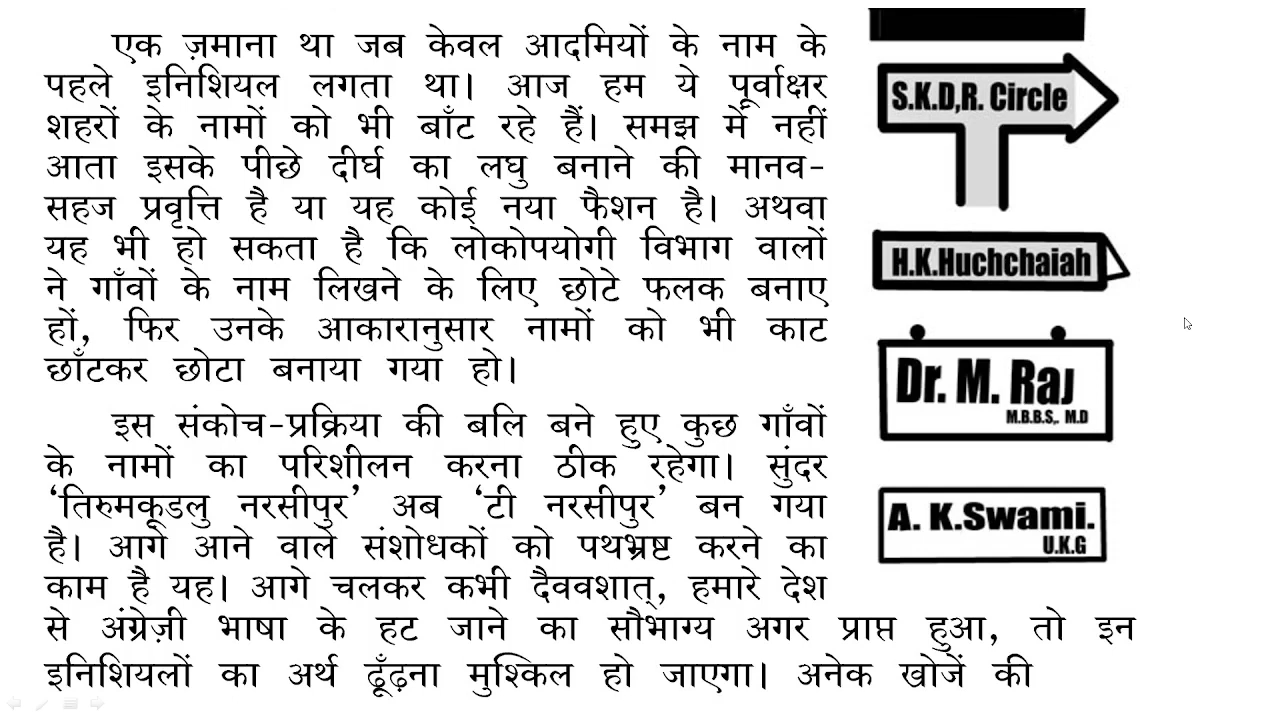 एक ज़माना था जब केवल आदमियों के नाम के
पहले इनिशियल लगता था। आज हम ये पूर्वाक्षर
शहरों के नामों को भी बाँट रहे हैं। समझ में नहीं
आता इसके पीछे दीर्घ का लघु बनाने की मानव-
सहज प्रवृत्ति है या यह कोई नया फैशन है। अथवा
यह भी हो सकता है कि लोकोपयोगी विभाग वालों
ने गाँवों के नाम लिखने के लिए छोटे फलक बनाए
हों, फिर उनके आकारानुसार नामों को भी काट
छाँटकर छोटा बनाया गया हो।
इस संकोच-प्रक्रिया की बलि बने हुए कुछ गाँवों
के नामों का परिशीलन करना ठीक रहेगा। सुंदर
‘तिरुमकूडलु नरसीपुर’ अब ‘टी नरसीपुर’ बन गया
है। आगे आने वाले संशोधकों को पथभ्रष्ट करने का
काम है यह। आगे चलकर कभी दैववशात्, हमारे देश
से अंग्रेज़ी भाषा के हट जाने का सौभाग्य अगर प्राप्त हुआ, तो इन
इनिशियलों का अर्थ ढूँढ़ना मुश्किल हो जाएगा। अनेक खोजें की
S.K.D,R. Circle
H.K.Huchchaiah
Dr. M. Raj
M.B.B.S,. M.D
A. K.Swami.
U.K.G